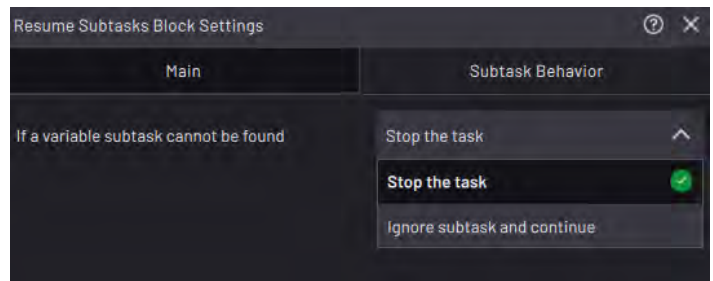 Resume Subtasks Block Settings
Main
Subtask Behavior
If a variable subtask cannot be found
Stop the task
Stop the task
Ignore subtask and continue